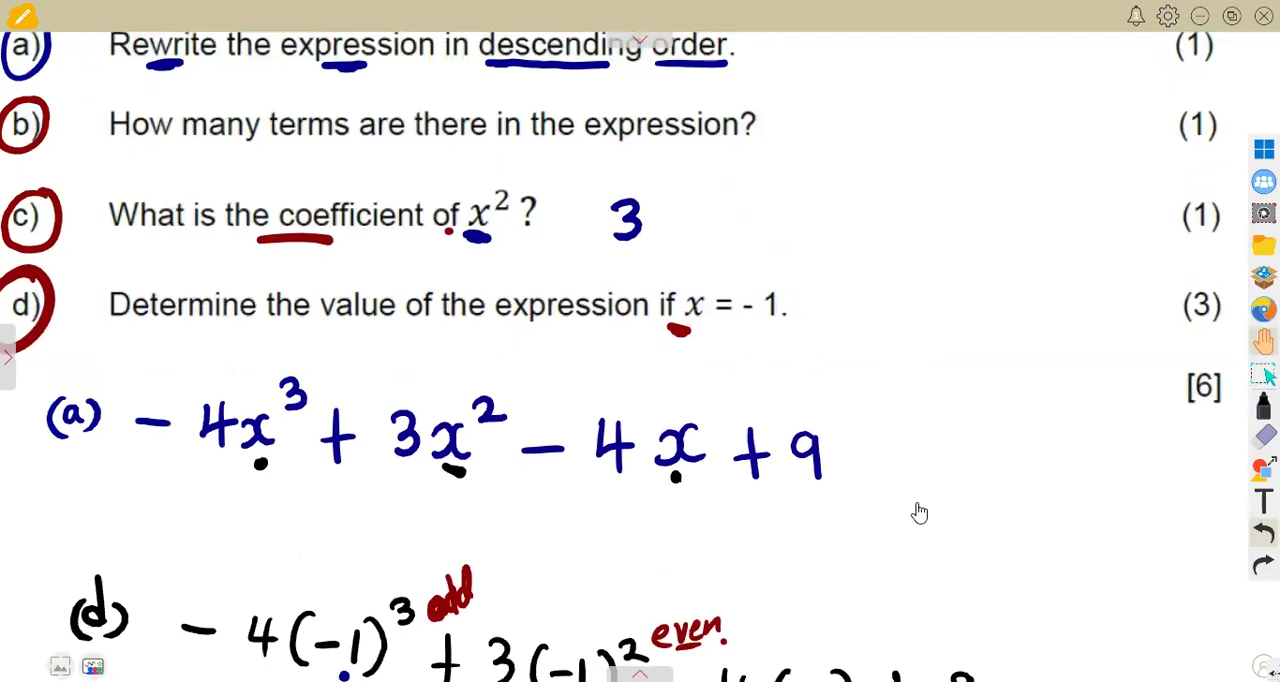 a) Rewrite the expression in descending order. (1)
b) How many terms are there in the expression? (1)
c) What is the coefficient of x² ? 3 (1)
d) Determine the value of the expression if x = - 1. (3)
[6]
(a) - 4x³ + 3x² - 4x + 9
(d) - 4(-1)³ odd + 3(-1)² even.